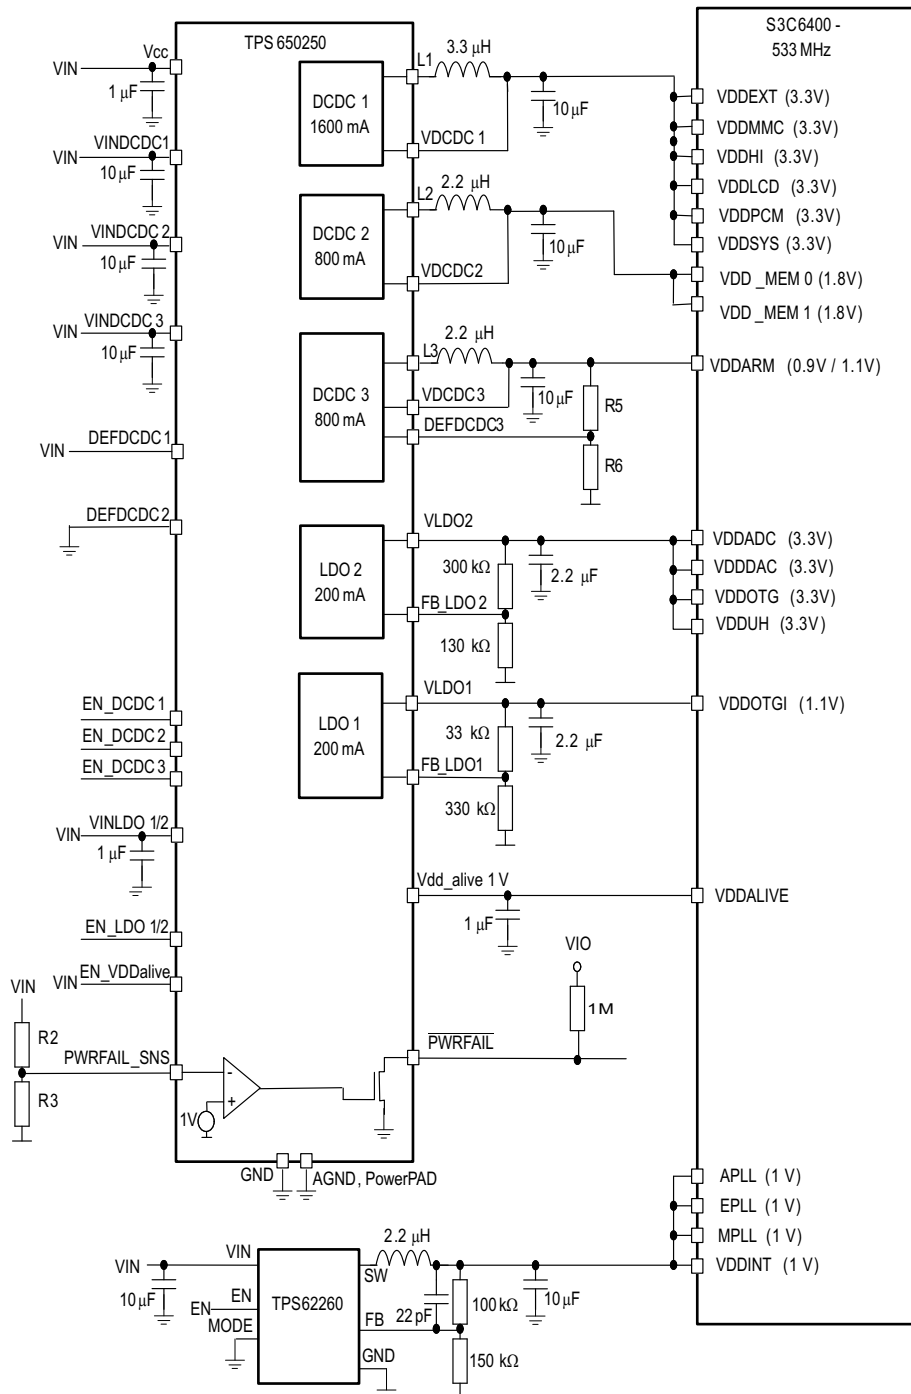 TPS 650250
S3C6400 -
533 MHz
VIN
Vcc
1 μF
VIN
VINDCDC1
10 μF
VIN
VINDCDC 2
10 μF
VIN
VINDCDC 3
10 μF
VIN
DEFDCDC 1
DEFDCDC 2
EN_DCDC 1
EN_DCDC 2
EN_DCDC 3
VIN
VINLDO 1/2
1 μF
EN_LDO 1/2
VIN
EN_VDDalive
VIN
R2
PWRFAIL_SNS
R3
-
+
1V
GND
AGND, PowerPAD
DCDC 1
1600 mA
L1
3.3 μH
10 μF
VDCDC 1
DCDC 2
800 mA
L2
2.2 μH
10 μF
VDCDC2
DCDC 3
800 mA
L3
2.2 μH
10 μF
VDCDC 3
DEFDCDC3
R5
R6
LDO 2
200 mA
VLDO2
300 kΩ
2.2 μF
FB_LDO 2
130 kΩ
LDO 1
200 mA
VLDO1
33 kΩ
2.2 μF
FB_LDO1
330 kΩ
Vdd_alive 1 V
1 μF
VIO
1 M
PWRFAIL
VDDEXT (3.3V)
VDDMMC (3.3V)
VDDHI (3.3V)
VDDLCD (3.3V)
VDDPCM (3.3V)
VDDSYS (3.3V)
VDD _MEM 0 (1.8V)
VDD _MEM 1 (1.8V)
VDDARM (0.9V / 1.1V)
VDDADC (3.3V)
VDDDAC (3.3V)
VDDOTG (3.3V)
VDDUH (3.3V)
VDDOTGI (1.1V)
VDDALIVE
APLL (1 V)
EPLL (1 V)
MPLL (1 V)
VDDINT (1 V)
VIN
VIN
10 μF
EN
EN
MODE
TPS62260
SW
2.2 μH
FB
22 pF
100 kΩ
10 μF
GND
150 kΩ